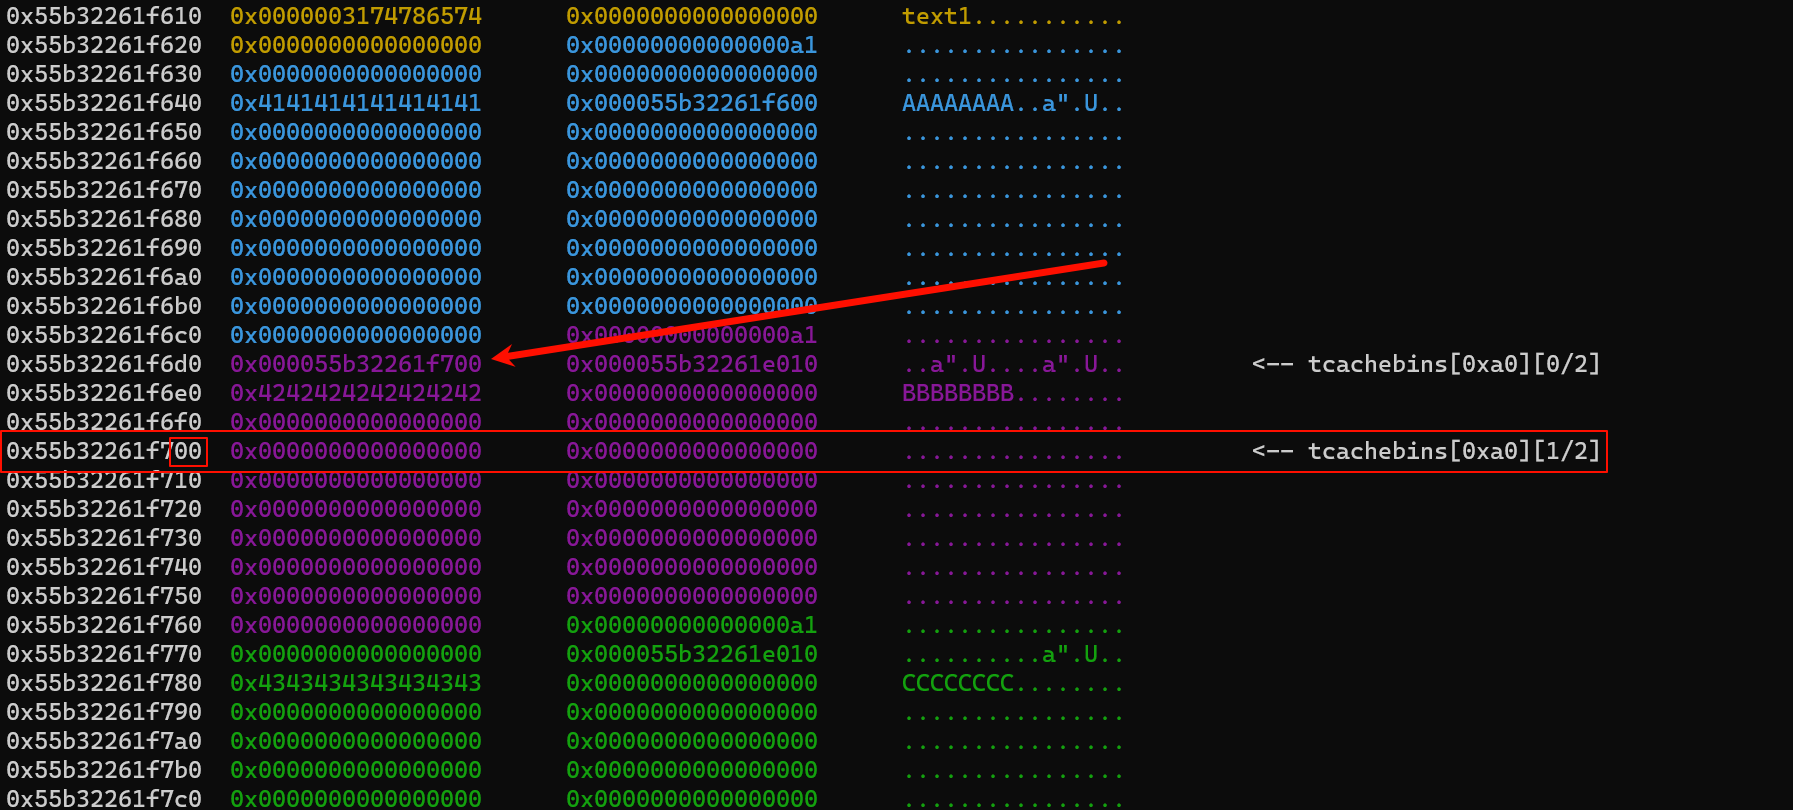 0x55b32261f610 0x0000003174786574 0x0000000000000000 text1...........
0x55b32261f620 0x0000000000000000 0x00000000000000a1 ................
0x55b32261f630 0x0000000000000000 0x0000000000000000 ................
0x55b32261f640 0x4141414141414141 0x000055b32261f600 AAAAAAAA..a".U..
0x55b32261f650 0x0000000000000000 0x0000000000000000 ................
0x55b32261f660 0x0000000000000000 0x0000000000000000 ................
0x55b32261f670 0x0000000000000000 0x0000000000000000 ................
0x55b32261f680 0x0000000000000000 0x0000000000000000 ................
0x55b32261f690 0x0000000000000000 0x0000000000000000 ................
0x55b32261f6a0 0x0000000000000000 0x0000000000000000 ................
0x55b32261f6b0 0x0000000000000000 0x0000000000000000 ................
0x55b32261f6c0 0x0000000000000000 0x00000000000000a1 ................
0x55b32261f6d0 0x000055b32261f700 0x000055b32261e010 ..a".U....a".U.. <-- tcachebins[0xa0][0/2]
0x55b32261f6e0 0x4242424242424242 0x0000000000000000 BBBBBBBB........
0x55b32261f6f0 0x0000000000000000 0x0000000000000000 ................
0x55b32261f700 0x0000000000000000 0x0000000000000000 ................ <-- tcachebins[0xa0][1/2]
0x55b32261f710 0x0000000000000000 0x0000000000000000 ................
0x55b32261f720 0x0000000000000000 0x0000000000000000 ................
0x55b32261f730 0x0000000000000000 0x0000000000000000 ................
0x55b32261f740 0x0000000000000000 0x0000000000000000 ................
0x55b32261f750 0x0000000000000000 0x0000000000000000 ................
0x55b32261f760 0x0000000000000000 0x00000000000000a1 ................
0x55b32261f770 0x0000000000000000 0x000055b32261e010 ..........a".U..
0x55b32261f780 0x4343434343434343 0x0000000000000000 CCCCCCCC........
0x55b32261f790 0x0000000000000000 0x0000000000000000 ................
0x55b32261f7a0 0x0000000000000000 0x0000000000000000 ................
0x55b32261f7b0 0x0000000000000000 0x0000000000000000 ................
0x55b32261f7c0 0x0000000000000000 0x0000000000000000 ................